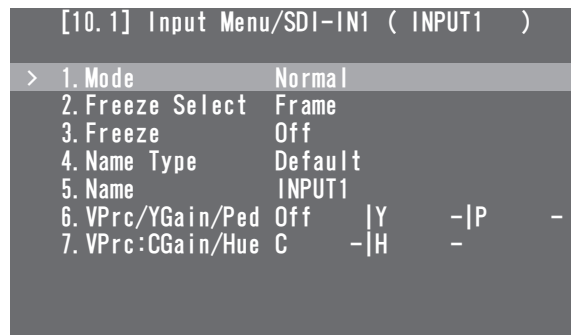 [10.1] Input Menu/SDI-IN1 ( INPUT1 )
> 1.Mode Normal
2.Freeze Select Frame
3.Freeze Off
4.Name Type Default
5.Name INPUT1
6.VPrc/YGain/Ped Off |Y -|P -
7.VPrc:CGain/Hue C -|H -